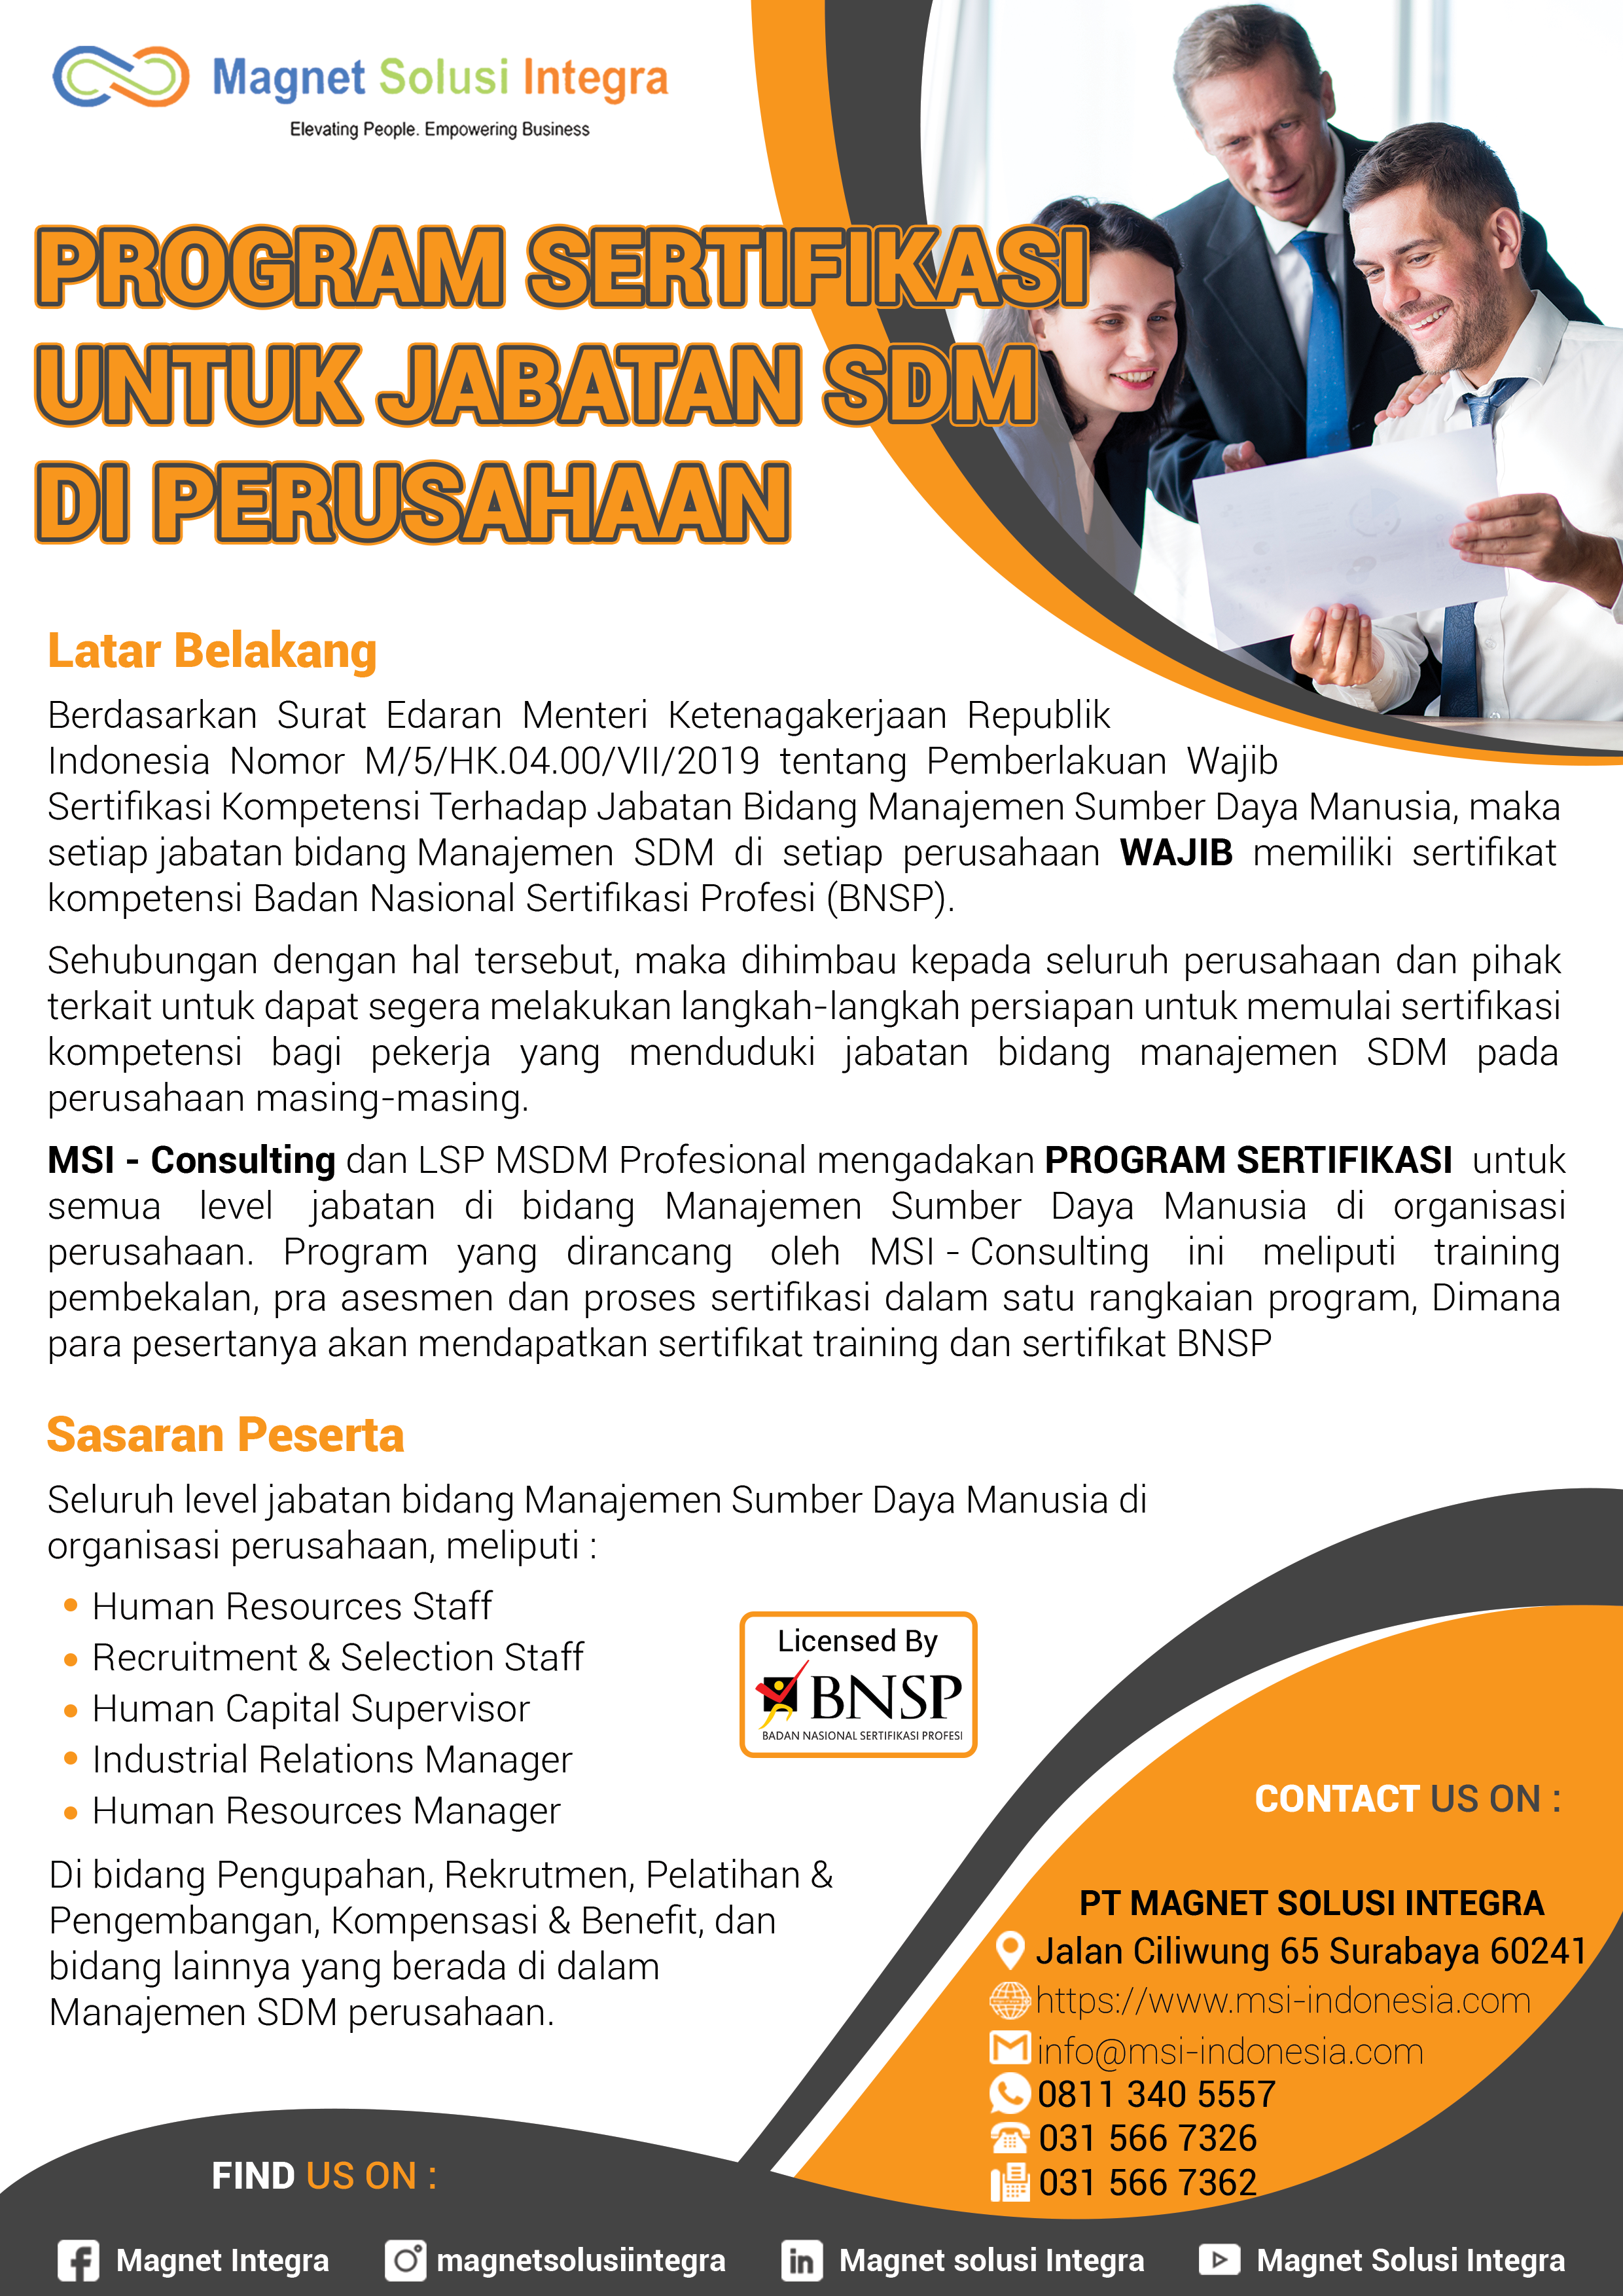 Magnet Solusi Integra
Elevating People. Empowering Business
PROGRAM SERTIFIKASI
UNTUK JABATAN SDM
DI PERUSAHAAN
Latar Belakang
Berdasarkan Surat Edaran Menteri Ketenagakerjaan Republik
Indonesia Nomor M/5/HK.04.00/VII/2019 tentang Pemberlakuan Wajib
Sertifikasi Kompetensi Terhadap Jabatan Bidang Manajemen Sumber Daya Manusia, maka
setiap jabatan bidang Manajemen SDM di setiap perusahaan WAJIB memiliki sertifikat
kompetensi Badan Nasional Sertifikasi Profesi (BNSP).
Sehubungan dengan hal tersebut, maka dihimbau kepada seluruh perusahaan dan pihak
terkait untuk dapat segera melakukan langkah-langkah persiapan untuk memulai sertifikasi
kompetensi bagi pekerja yang menduduki jabatan bidang manajemen SDM pada
perusahaan masing-masing.
MSI - Consulting dan LSP MSDM Profesional mengadakan PROGRAM SERTIFIKASI untuk
semua level jabatan di bidang Manajemen Sumber Daya Manusia di organisasi
perusahaan. Program yang dirancang oleh MSI - Consulting ini meliputi training
pembekalan, pra asesmen dan proses sertifikasi dalam satu rangkaian program, Dimana
para pesertanya akan mendapatkan sertifikat training dan sertifikat BNSP
Sasaran Peserta
Seluruh level jabatan bidang Manajemen Sumber Daya Manusia di
organisasi perusahaan, meliputi :
• Human Resources Staff
• Recruitment & Selection Staff
• Human Capital Supervisor
• Industrial Relations Manager
• Human Resources Manager
Di bidang Pengupahan, Rekrutmen, Pelatihan &
Pengembangan, Kompensasi & Benefit, dan
bidang lainnya yang berada di dalam
Manajemen SDM perusahaan.
Licensed By
BNSP
BADAN NASIONAL SERTIFIKASI PROFESI
CONTACT US ON :
PT MAGNET SOLUSI INTEGRA
Jalan Ciliwung 65 Surabaya 60241
https://www.msi-indonesia.com
info@msi-indonesia.com
0811 340 5557
031 566 7326
031 566 7362
FIND US ON :
Magnet Integra
magnetsolusiintegra
Magnet solusi Integra
Magnet Solusi Integra